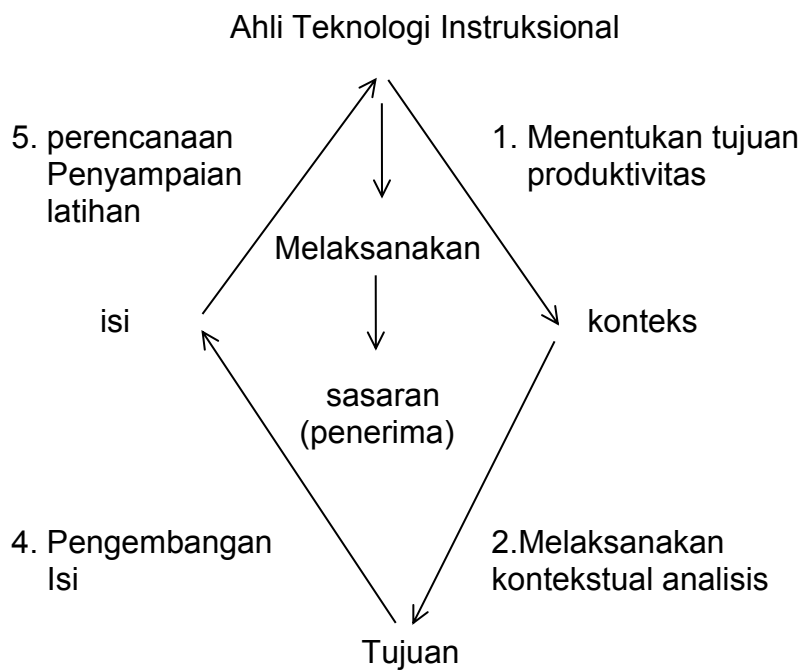 Ahli Teknologi Instruksional
5. perencanaan
Penyampaian
latihan
1. Menentukan tujuan
produktivitas
Melaksanakan
isi
konteks
sasaran
(penerima)
4. Pengembangan
Isi
2.Melaksanakan
kontekstual analisis
Tujuan